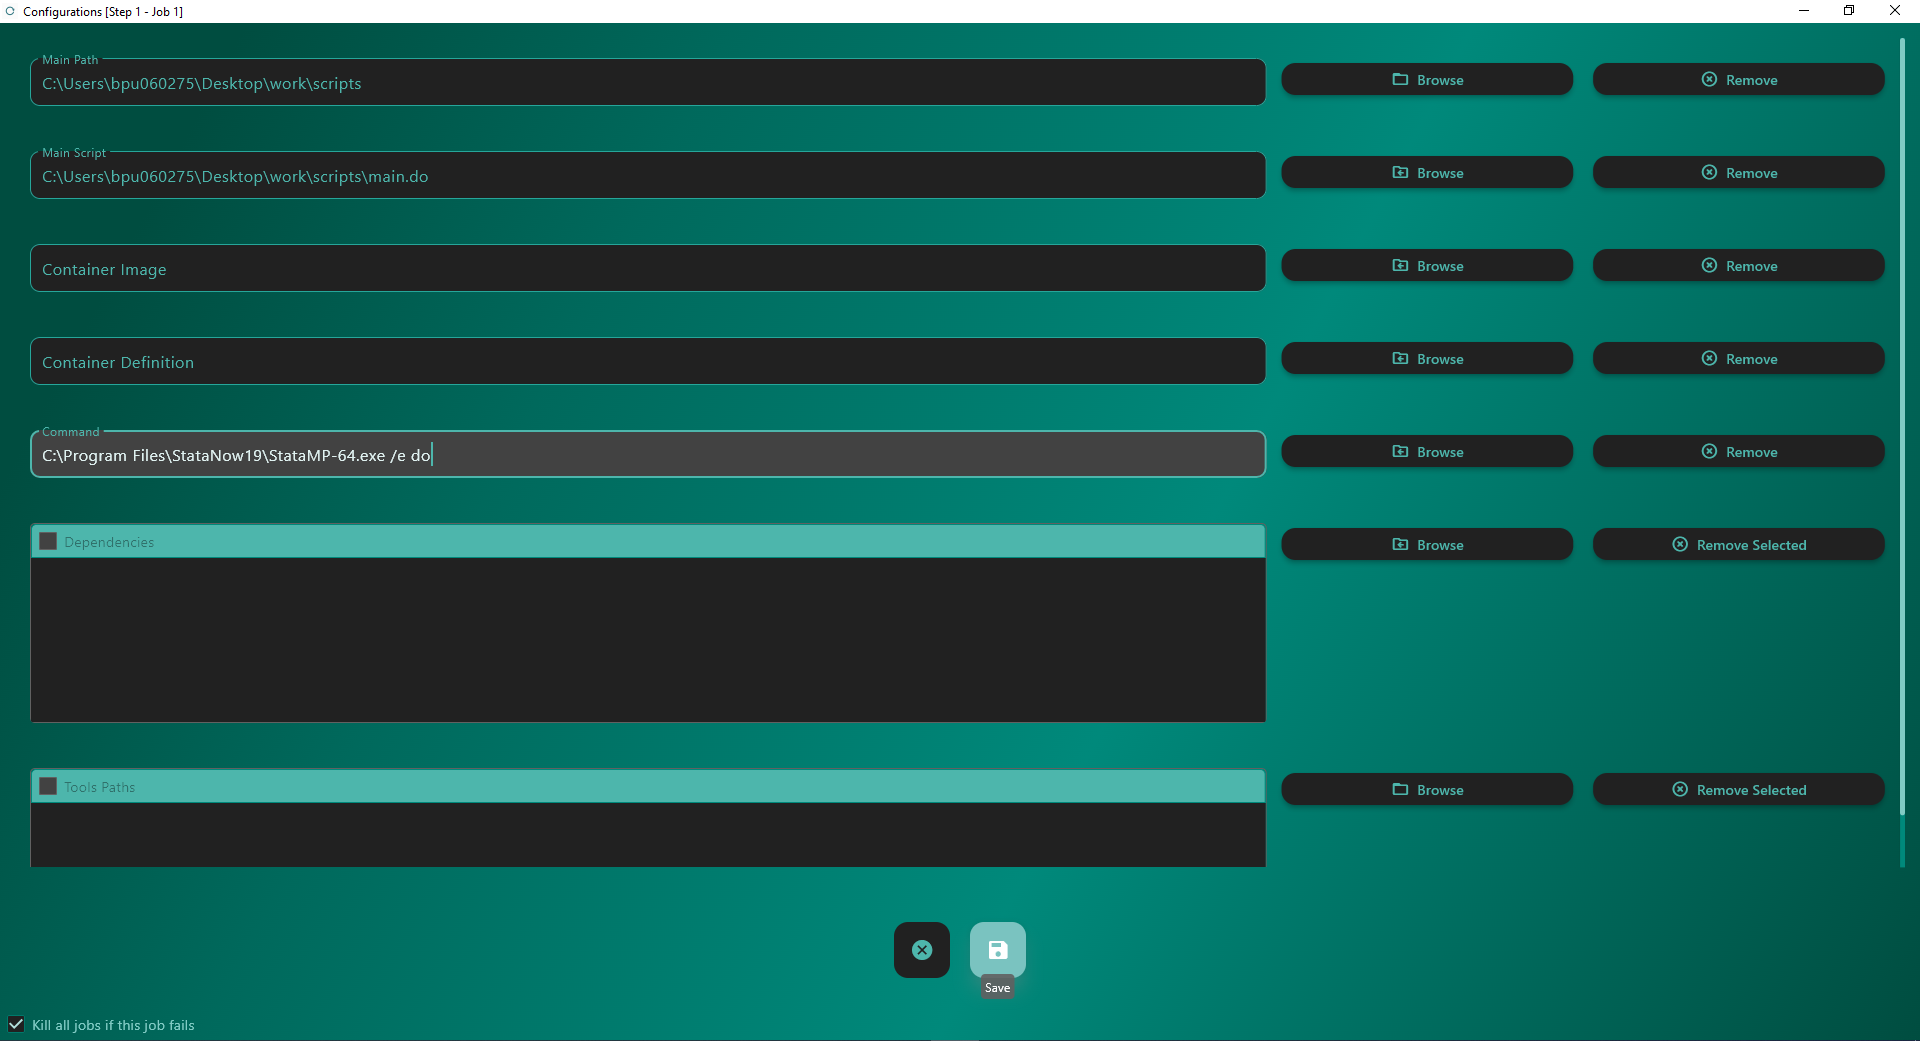 Configurations [Step 1 - Job 1]
Main Path
C:\Users\bpu060275\Desktop\work\scripts
Browse
Remove
Main Script
C:\Users\bpu060275\Desktop\work\scripts\main.do
Browse
Remove
Container Image
Browse
Remove
Container Definition
Browse
Remove
Command
C:\Program Files\StataNow19\StataMP-64.exe /e do
Browse
Remove
Dependencies
Browse
Remove Selected
Tools Paths
Browse
Remove Selected
Save
Kill all jobs if this job fails